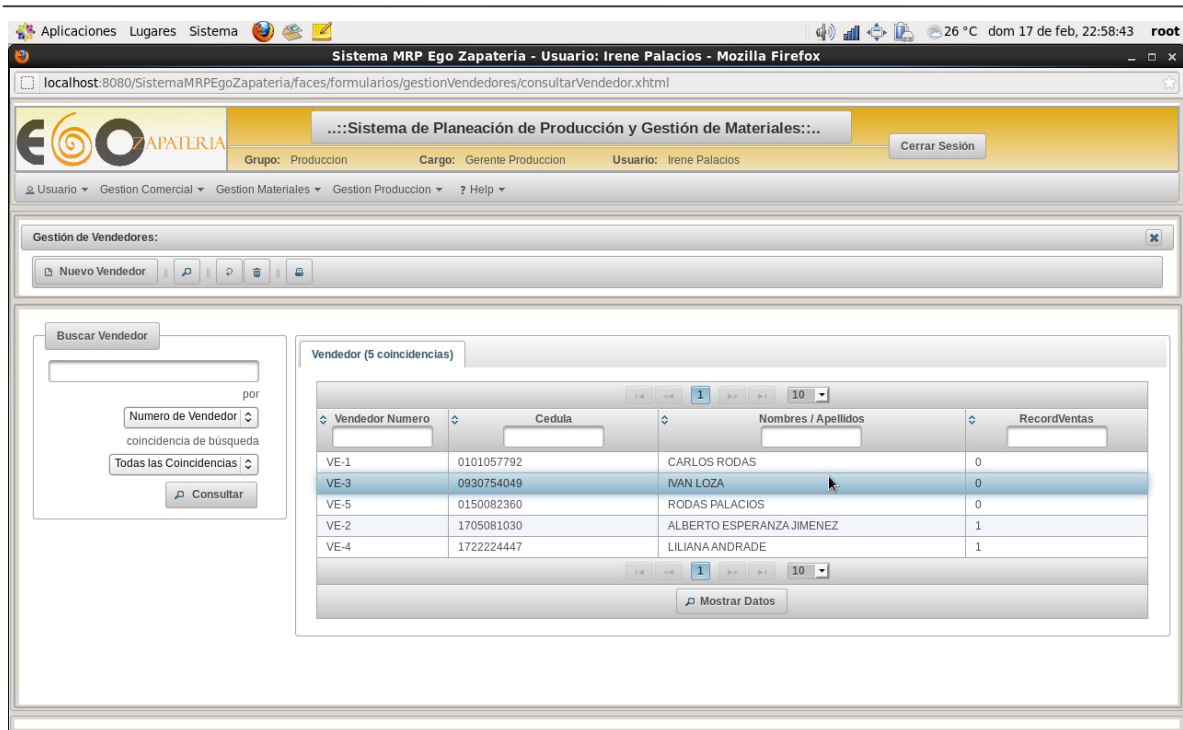 Aplicaciones Lugares Sistema 26 °C dom 17 de feb, 22:58:43 root
Sistema MRP Ego Zapateria - Usuario: Irene Palacios - Mozilla Firefox
localhost:8080/SistemaMRPEgoZapateria/faces/formularios/gestionVendedores/consultarVendedor.xhtml
EGO ZAPATERIA
..::Sistema de Planeación de Producción y Gestión de Materiales::..
Cerrar Sesión
Grupo: Produccion Cargo: Gerente Produccion Usuario: Irene Palacios
Usuario Gestion Comercial Gestion Materiales Gestion Produccion ? Help
Gestión de Vendedores:
Nuevo Vendedor
Buscar Vendedor
por
Numero de Vendedor
coincidencia de búsqueda
Todas las Coincidencias
Consultar
Vendedor (5 coincidencias)
1 10
Vendedor Numero Cedula Nombres / Apellidos RecordVentas
VE-1 0101057792 CARLOS RODAS 0
VE-3 0930754049 IVAN LOZA 0
VE-5 0150082360 RODAS PALACIOS 0
VE-2 1705081030 ALBERTO ESPERANZA JIMENEZ 1
VE-4 1722224447 LILIANA ANDRADE 1
1 10
Mostrar Datos